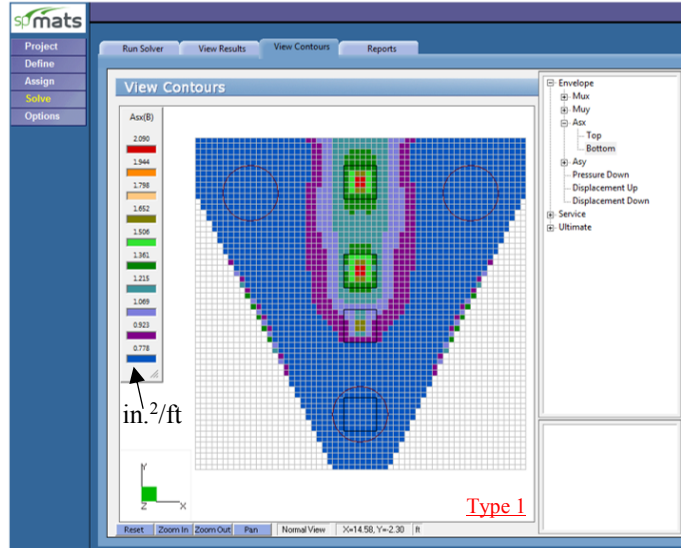 spmats
Project
Define
Assign
Solve
Options
Run Solver
View Results
View Contours
Reports
View Contours
Asx(B)
2.090
1.944
1.798
1.652
1.506
1.361
1.215
1.069
0.923
0.778
in.²/ft
Y
Z X
Type 1
Reset Zoom In Zoom Out Pan Normal View X=14.58, Y=-2.30 ft
Envelope
Mux
Muy
Asx
Top
Bottom
Asy
Pressure Down
Displacement Up
Displacement Down
Service
Ultimate